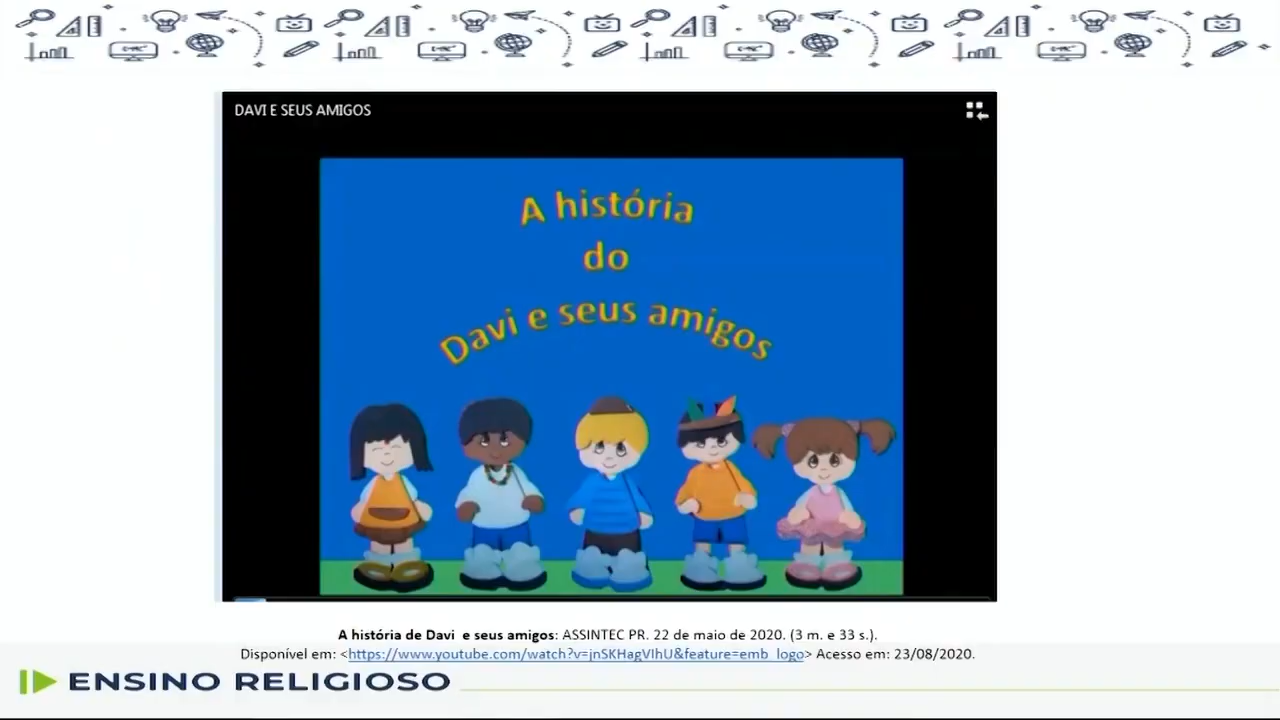 DAVI E SEUS AMIGOS
A história
do
Davi e seus amigos
A história de Davi e seus amigos: ASSINTEC PR. 22 de maio de 2020. (3 m. e 33 s.).
Disponível em: <https://www.youtube.com/watch?v=jnSKHagVIhU&feature=emb_logo> Acesso em: 23/08/2020.
ENSINO RELIGIOSO